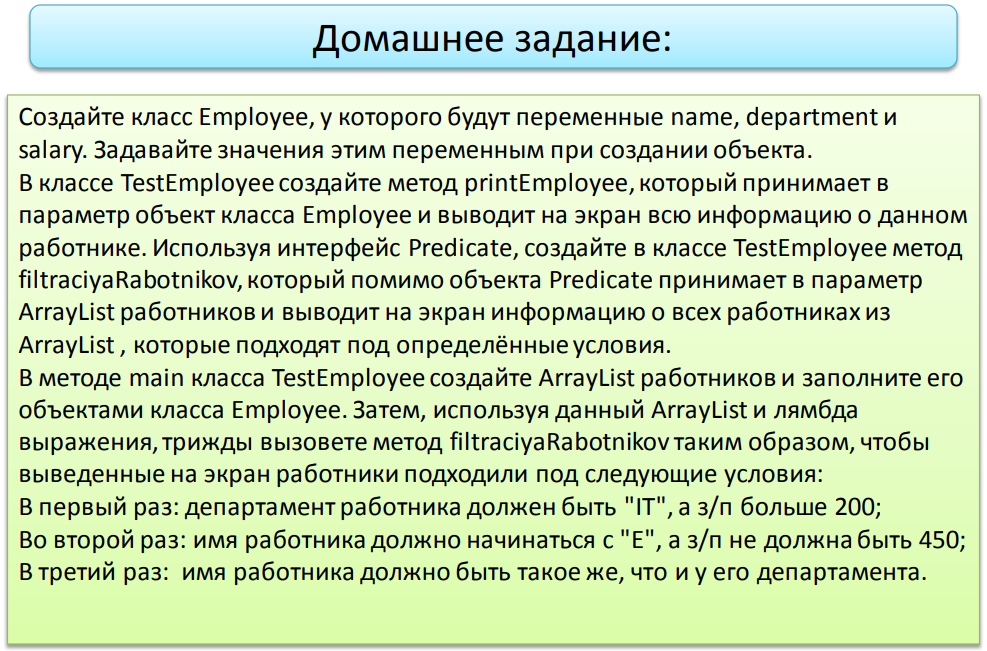 Домашнее задание:
Создайте класс Employee, у которого будут переменные name, department и
salary. Задавайте значения этим переменным при создании объекта.
В классе TestEmployee создайте метод printEmployee, который принимает в
параметр объект класса Employee и выводит на экран всю информацию о данном
работнике. Используя интерфейс Predicate, создайте в классе TestEmployee метод
filtraciyaRabotnikov, который помимо объекта Predicate принимает в параметр
ArrayList работников и выводит на экран информацию о всех работниках из
ArrayList , которые подходят под определённые условия.
В методе main класса TestEmployee создайте ArrayList работников и заполните его
объектами класса Employee. Затем, используя данный ArrayList и лямбда
выражения, трижды вызовете метод filtraciyaRabotnikov таким образом, чтобы
выведенные на экран работники подходили под следующие условия:
В первый раз: департамент работника должен быть "IT", а з/п больше 200;
Во второй раз: имя работника должно начинаться с "E", а з/п не должна быть 450;
В третий раз: имя работника должно быть такое же, что и у его департамента.